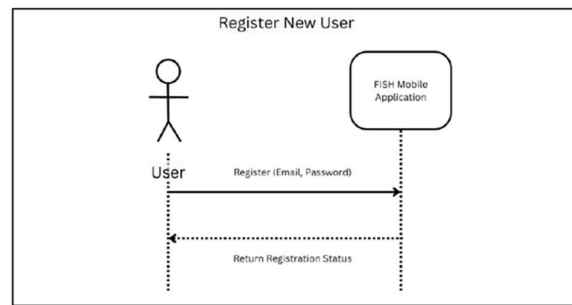 Register New User
FISH Mobile
Application
User
Register (Email, Password)
Return Registration Status